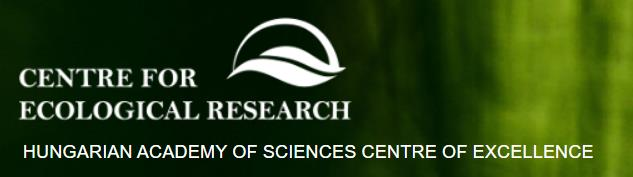 CENTRE FOR
ECOLOGICAL RESEARCH
HUNGARIAN ACADEMY OF SCIENCES CENTRE OF EXCELLENCE